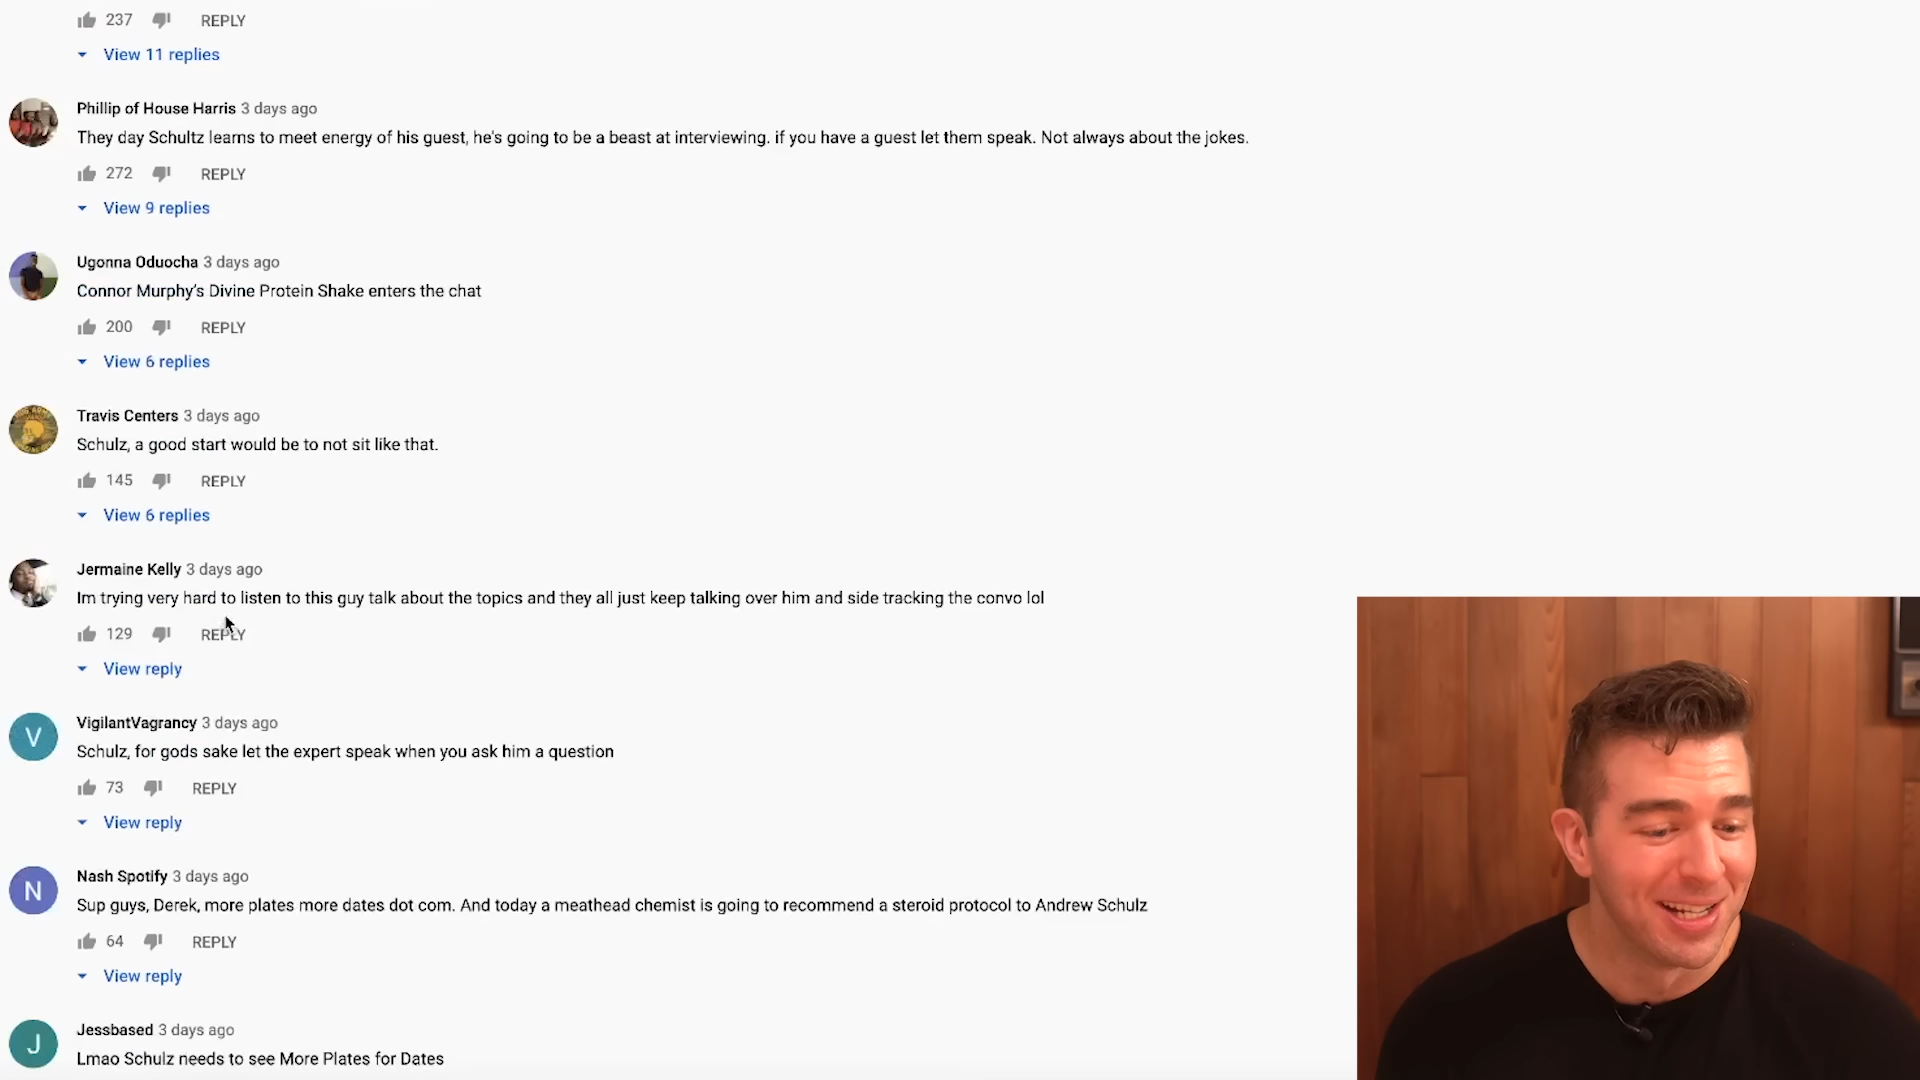 237 REPLY
View 11 replies
Phillip of House Harris 3 days ago
They day Schultz learns to meet energy of his guest, he's going to be a beast at interviewing. if you have a guest let them speak. Not always about the jokes.
272 REPLY
View 9 replies
Ugonna Oduocha 3 days ago
Connor Murphy's Divine Protein Shake enters the chat
200 REPLY
View 6 replies
Travis Centers 3 days ago
Schulz, a good start would be to not sit like that.
145 REPLY
View 6 replies
Jermaine Kelly 3 days ago
Im trying very hard to listen to this guy talk about the topics and they all just keep talking over him and side tracking the convo lol
129 REPLY
View reply
V
VigilantVagrancy 3 days ago
Schulz, for gods sake let the expert speak when you ask him a question
73 REPLY
View reply
N
Nash Spotify 3 days ago
Sup guys, Derek, more plates more dates dot com. And today a meathead chemist is going to recommend a steroid protocol to Andrew Schulz
64 REPLY
View reply
J
Jessbased 3 days ago
Lmao Schulz needs to see More Plates for Dates